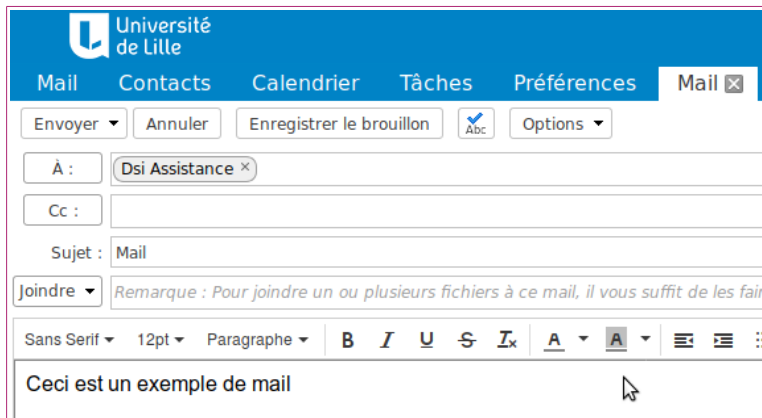 Université
de Lille
Mail Contacts Calendrier Tâches Préférences Mail
Envoyer Annuler Enregistrer le brouillon Abc Options
À : Dsi Assistance ×
Cc :
Sujet : Mail
Joindre Remarque : Pour joindre un ou plusieurs fichiers à ce mail, il vous suffit de les fair
Sans Serif 12pt Paragraphe B I U S Tx A A
Ceci est un exemple de mail